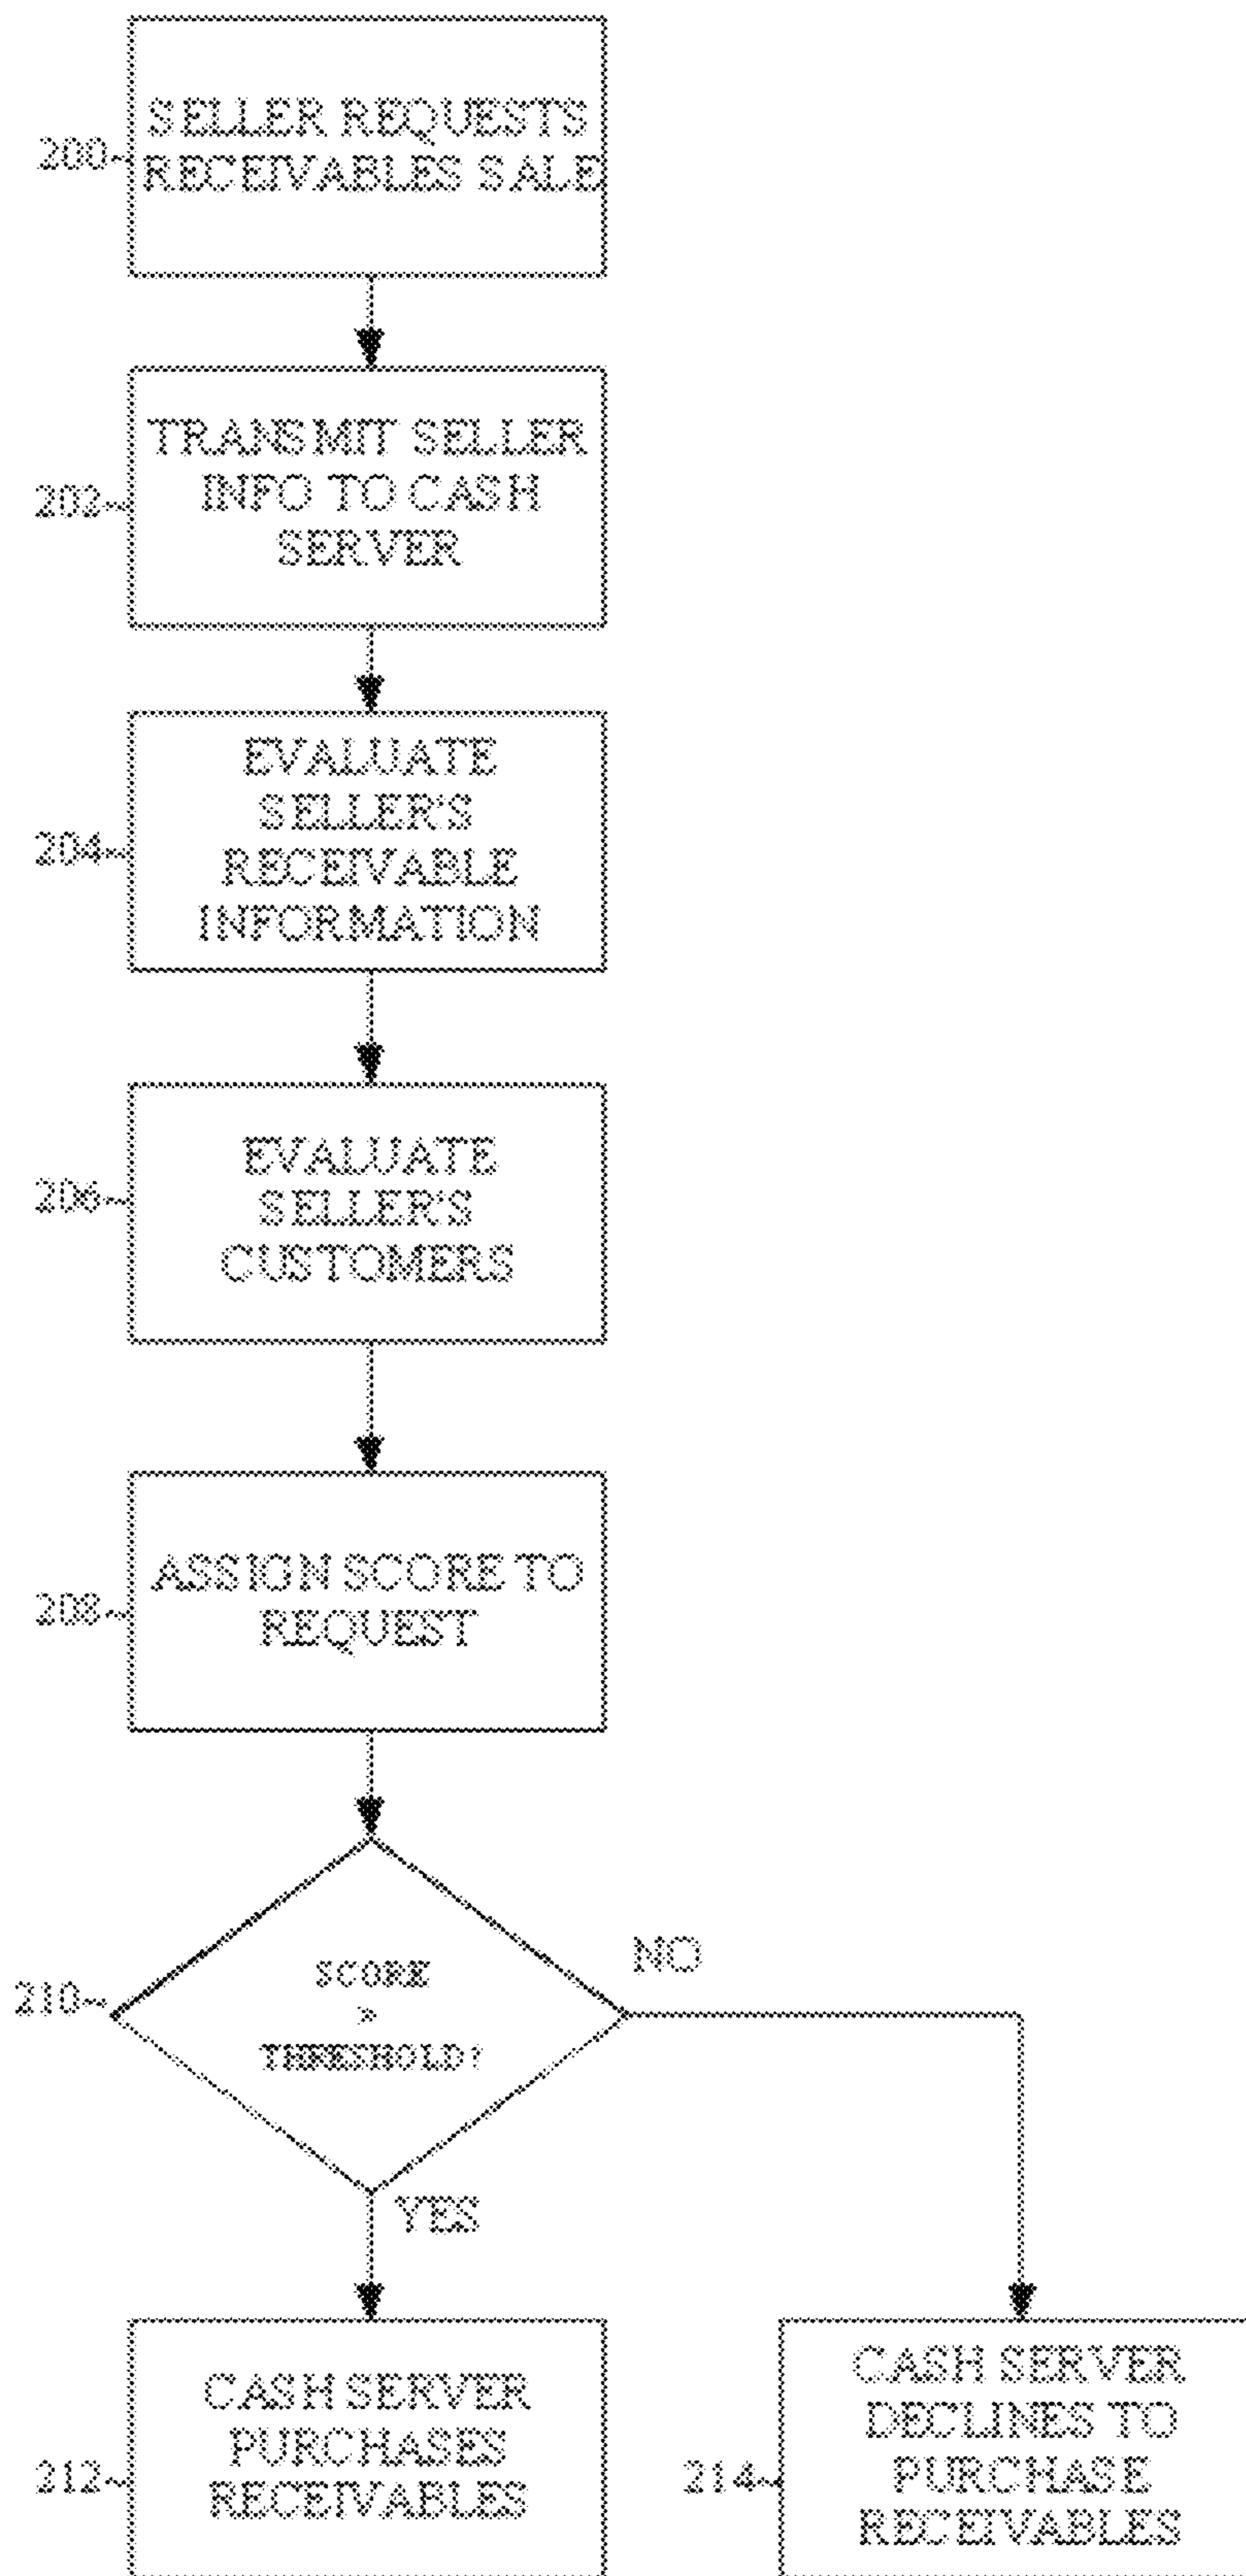 SELLER REQUESTS
RECEIVABLES SALE
200
TRANSMIT SELLER
INFO TO CASH
SERVER
202
EVALUATE
SELLER'S
RECEIVABLE
INFORMATION
204
EVALUATE
SELLER'S
CUSTOMERS
206
ASSIGN SCORE TO
REQUEST
208
SCORE
>
THRESHOLD?
210
NO
YES
CASH SERVER
PURCHASES
RECEIVABLES
212
CASH SERVER
DECLINES TO
PURCHASE
RECEIVABLES
214